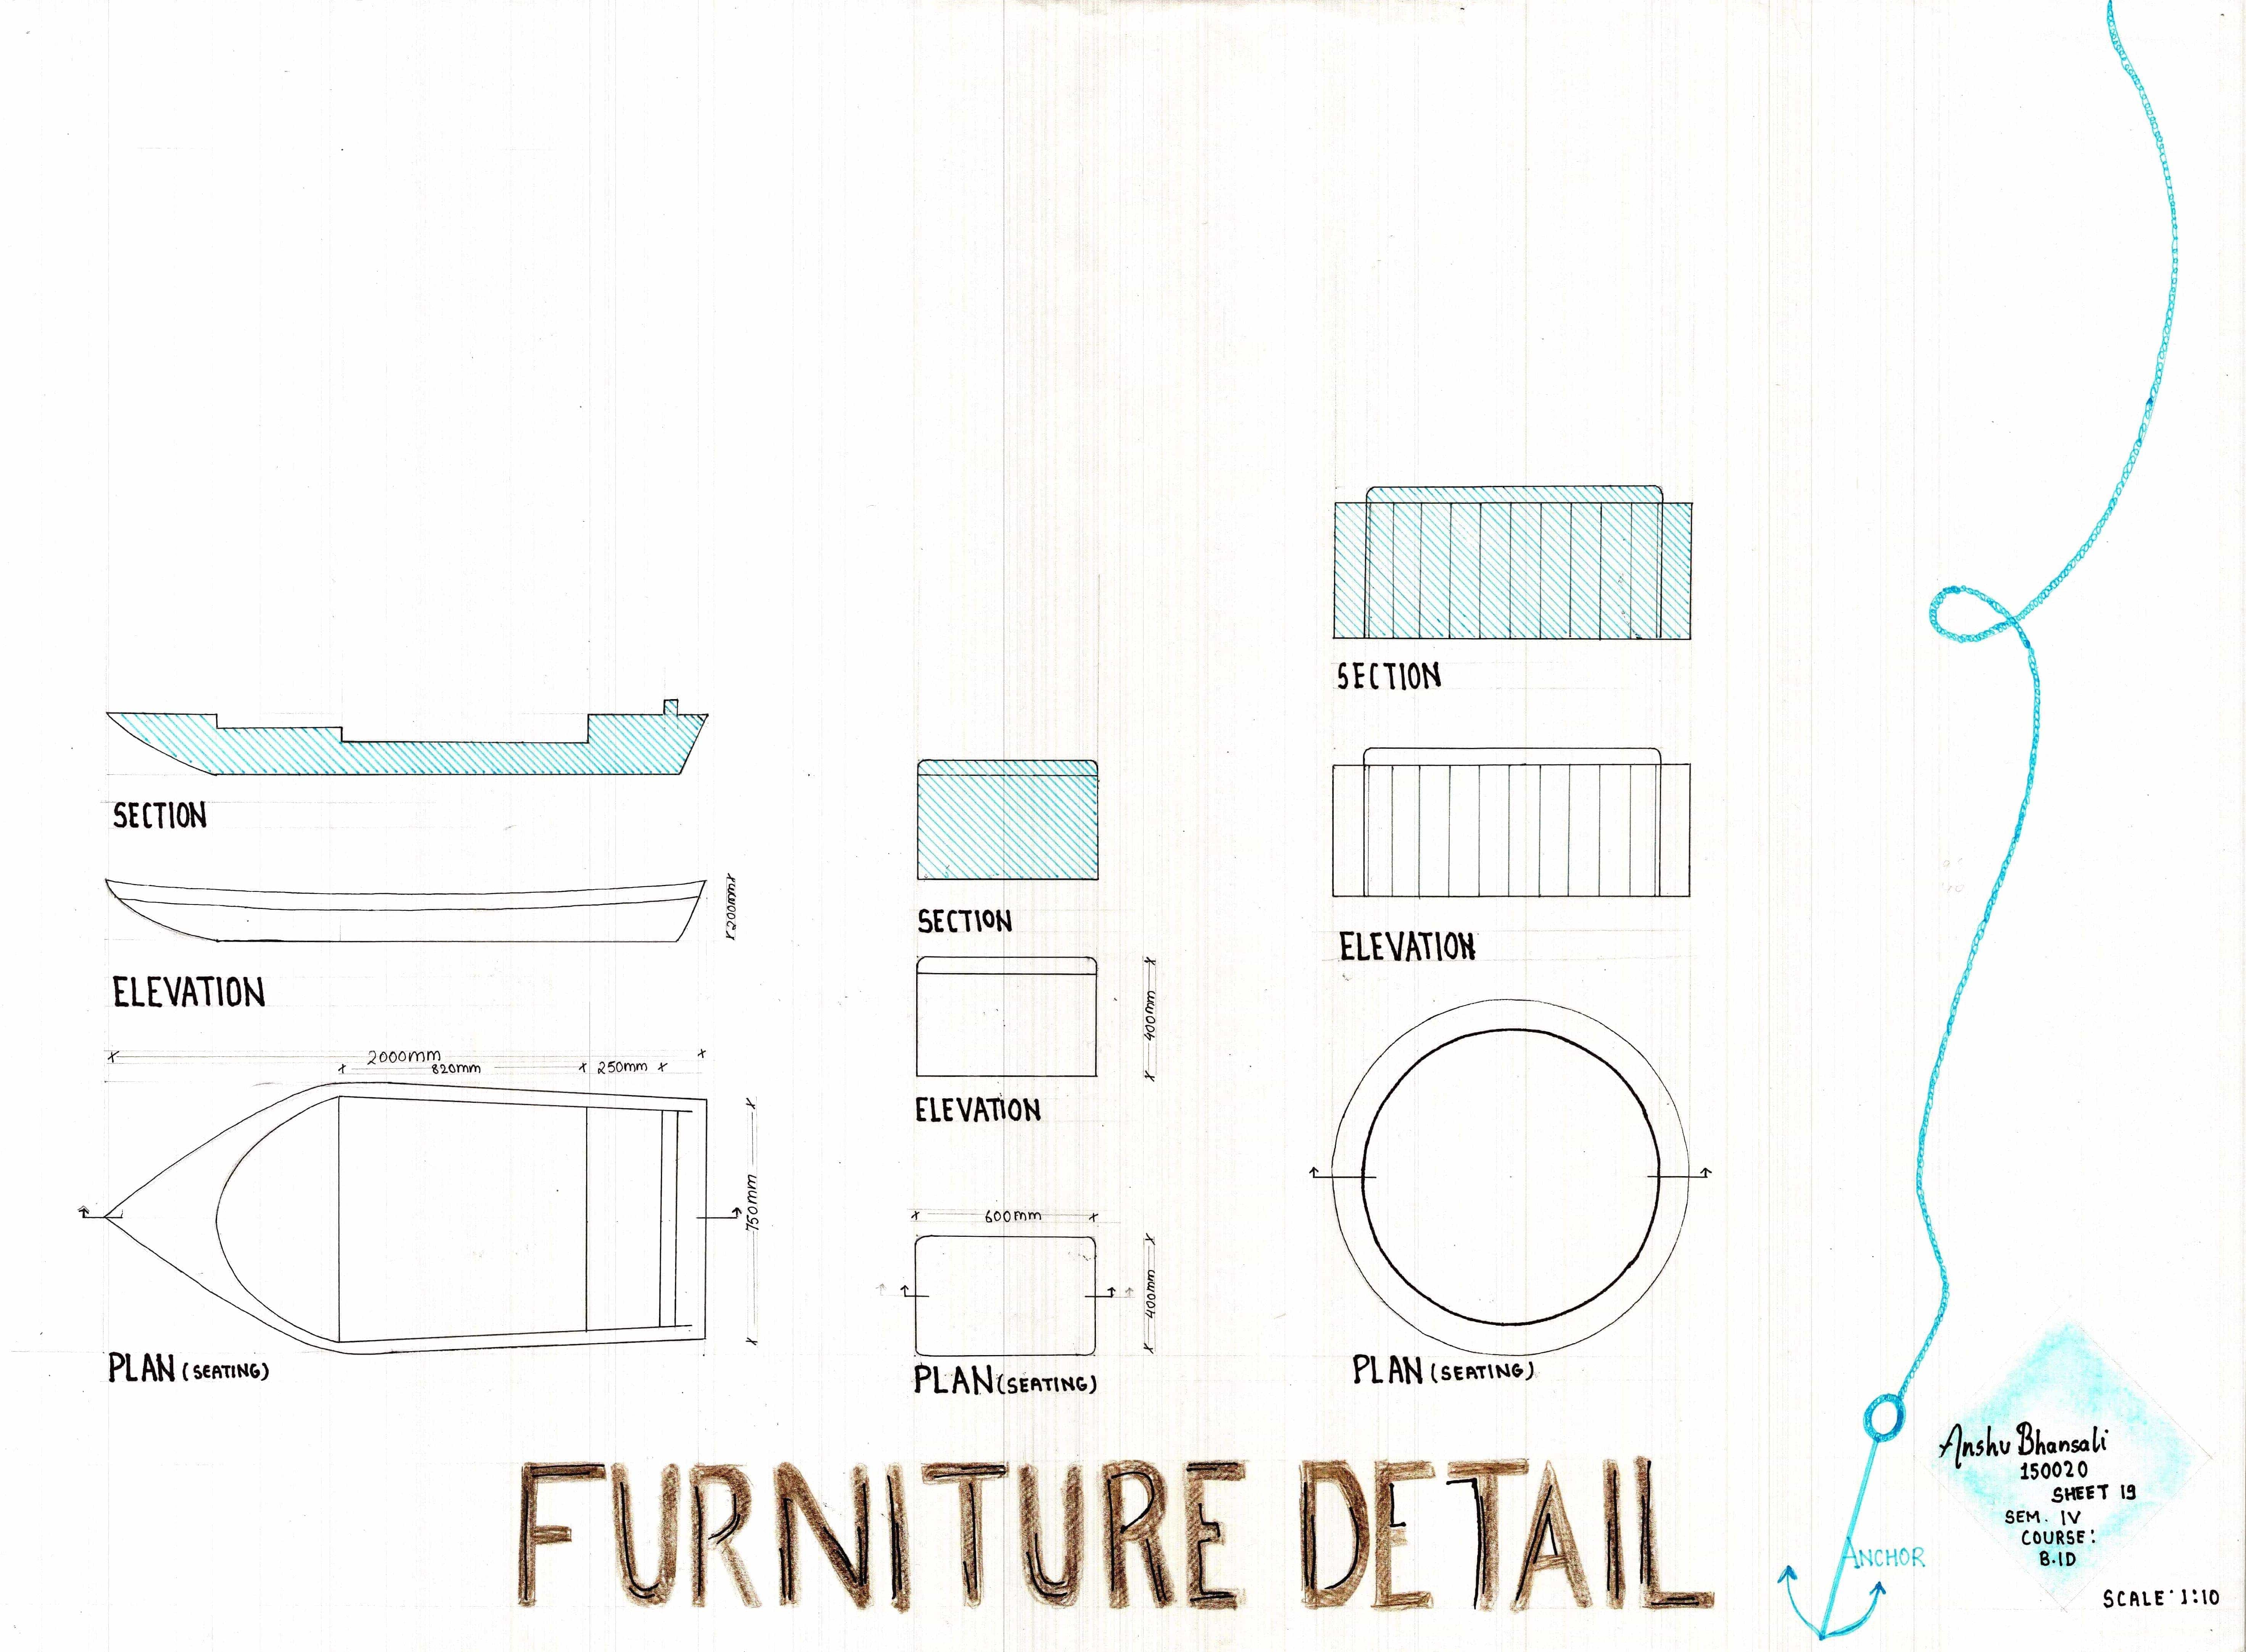 SECTION
ELEVATION
200mm
2000mm
820mm
250mm
750mm
PLAN (SEATING)
SECTION
ELEVATION
400mm
600mm
400mm
PLAN (SEATING)
SECTION
ELEVATION
PLAN (SEATING)
FURNITURE DETAIL
ANCHOR
Anshu Bhansali
150020
SHEET 19
SEM. IV
COURSE:
B.ID
SCALE: 1:10